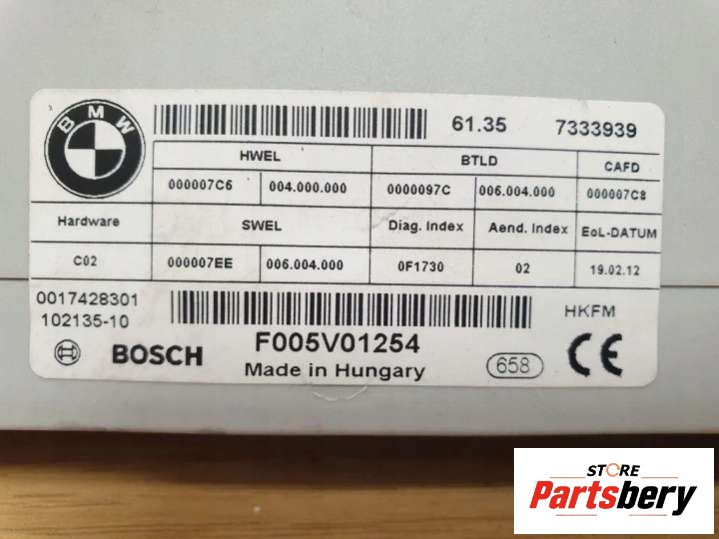 BMW
61.35 7333939
HWEL BTLD CAFD
000007C6 004.000.000 0000097C 006.004.000 000007C8
Hardware SWEL Diag. Index Aend. Index EoL-DATUM
C02 000007EE 006.004.000 0F1730 02 19.02.12
0017428301 HKFM
102135-10
BOSCH F005V01254 658 CE
Made in Hungary
STORE
Partsbery